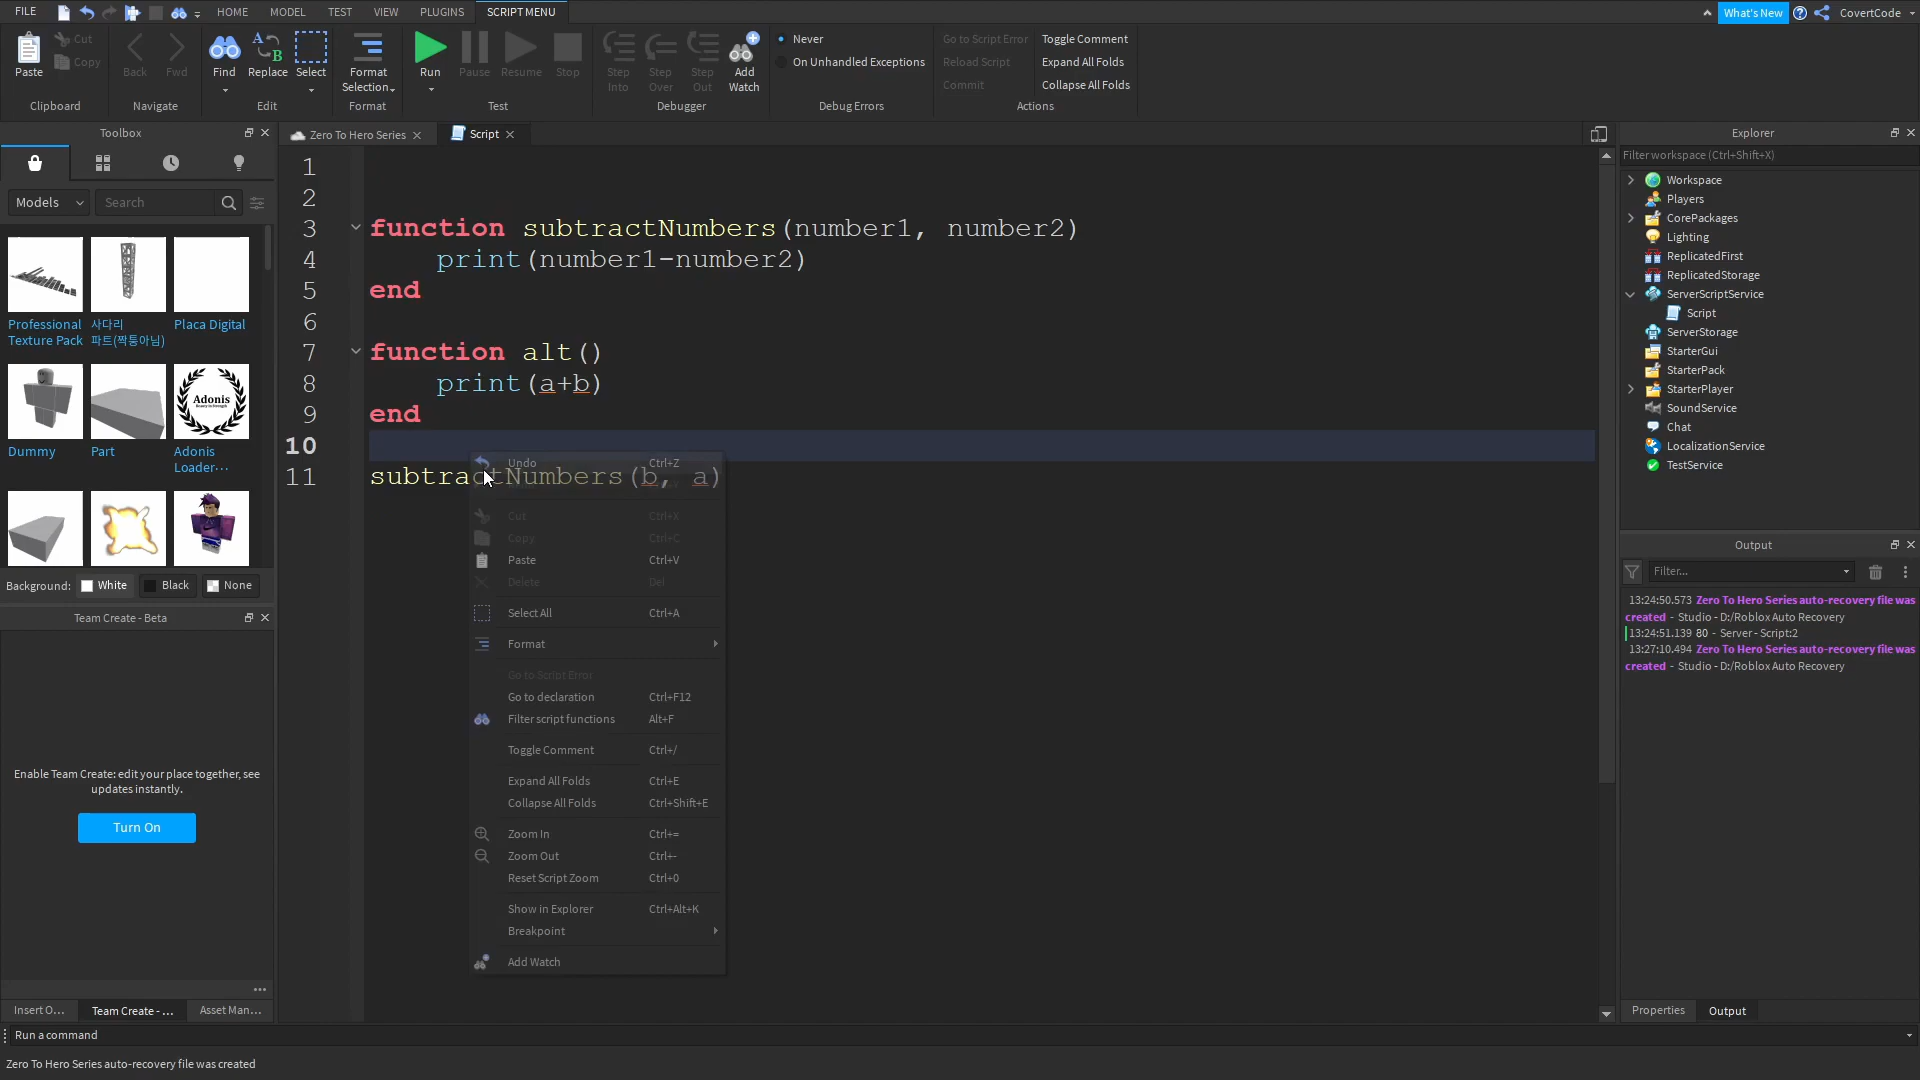 FILE HOME MODEL TEST VIEW PLUGINS SCRIPT MENU What's New CovertCode
Paste Cut Copy
Clipboard
Back Fwd
Navigate
Find Replace Select
Edit
Format Selection
Format
Run Pause Resume Stop
Test
Step Into Step Over Step Out Add Watch
Debugger
Never
On Unhandled Exceptions
Debug Errors
Go to Script Error Toggle Comment
Reload Script Expand All Folds
Commit Collapse All Folds
Actions
Toolbox
Models Search
Professional Texture Pack
사다리 파트(짝퉁아님)
Placa Digital
Adonis
Dummy
Part
Adonis Loader...
Background: White Black None
Team Create - Beta
Enable Team Create: edit your place together, see
updates instantly.
Turn On
Insert O... Team Create - ... Asset Man...
Zero To Hero Series Script
1
2
3 function subtractNumbers(number1, number2)
4 print(number1-number2)
5 end
6
7 function alt()
8 print(a+b)
9 end
10
11 subtractNumbers(b, a)
Undo Ctrl+Z
Cut Ctrl+X
Copy Ctrl+C
Paste Ctrl+V
Delete Del
Select All Ctrl+A
Format
Go to Script Error
Go to declaration Ctrl+F12
Filter script functions Alt+F
Toggle Comment Ctrl+/
Expand All Folds Ctrl+E
Collapse All Folds Ctrl+Shift+E
Zoom In Ctrl+=
Zoom Out Ctrl+-
Reset Script Zoom Ctrl+0
Show in Explorer Ctrl+Alt+K
Breakpoint
Add Watch
Explorer
Filter workspace (Ctrl+Shift+X)
Workspace
Players
CorePackages
Lighting
ReplicatedFirst
ReplicatedStorage
ServerScriptService
Script
ServerStorage
StarterGui
StarterPack
StarterPlayer
SoundService
Chat
LocalizationService
TestService
Output
Filter...
13:24:50.573 Zero To Hero Series auto-recovery file was
created - Studio - D:/Roblox Auto Recovery
13:24:51.139 80 - Server - Script:2
13:27:10.494 Zero To Hero Series auto-recovery file was
created - Studio - D:/Roblox Auto Recovery
Properties Output
Run a command
Zero To Hero Series auto-recovery file was created